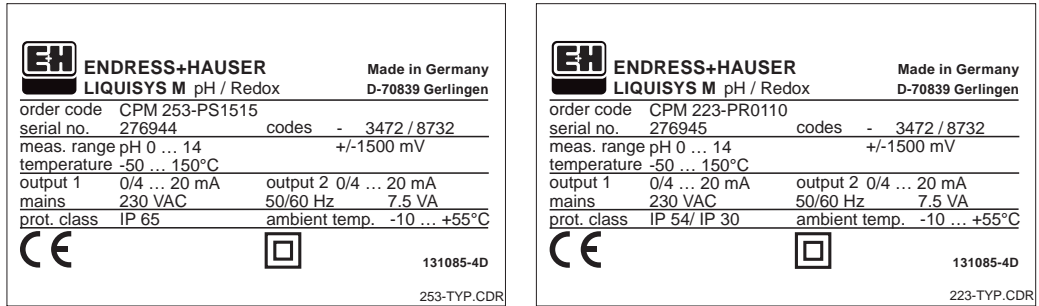 EH
ENDRESS+HAUSER Made in Germany
LIQUISYS M pH / Redox D-70839 Gerlingen
order code CPM 253-PS1515
serial no. 276944 codes - 3472 / 8732
meas. range pH 0 … 14 +/-1500 mV
temperature -50 … 150°C
output 1 0/4 … 20 mA output 2 0/4 … 20 mA
mains 230 VAC 50/60 Hz 7.5 VA
prot. class IP 65 ambient temp. -10 … +55°C
CE
131085-4D
253-TYP.CDR
EH
ENDRESS+HAUSER Made in Germany
LIQUISYS M pH / Redox D-70839 Gerlingen
order code CPM 223-PR0110
serial no. 276945 codes - 3472 / 8732
meas. range pH 0 … 14 +/-1500 mV
temperature -50 … 150°C
output 1 0/4 … 20 mA output 2 0/4 … 20 mA
mains 230 VAC 50/60 Hz 7.5 VA
prot. class IP 54/ IP 30 ambient temp. -10 … +55°C
CE
131085-4D
223-TYP.CDR